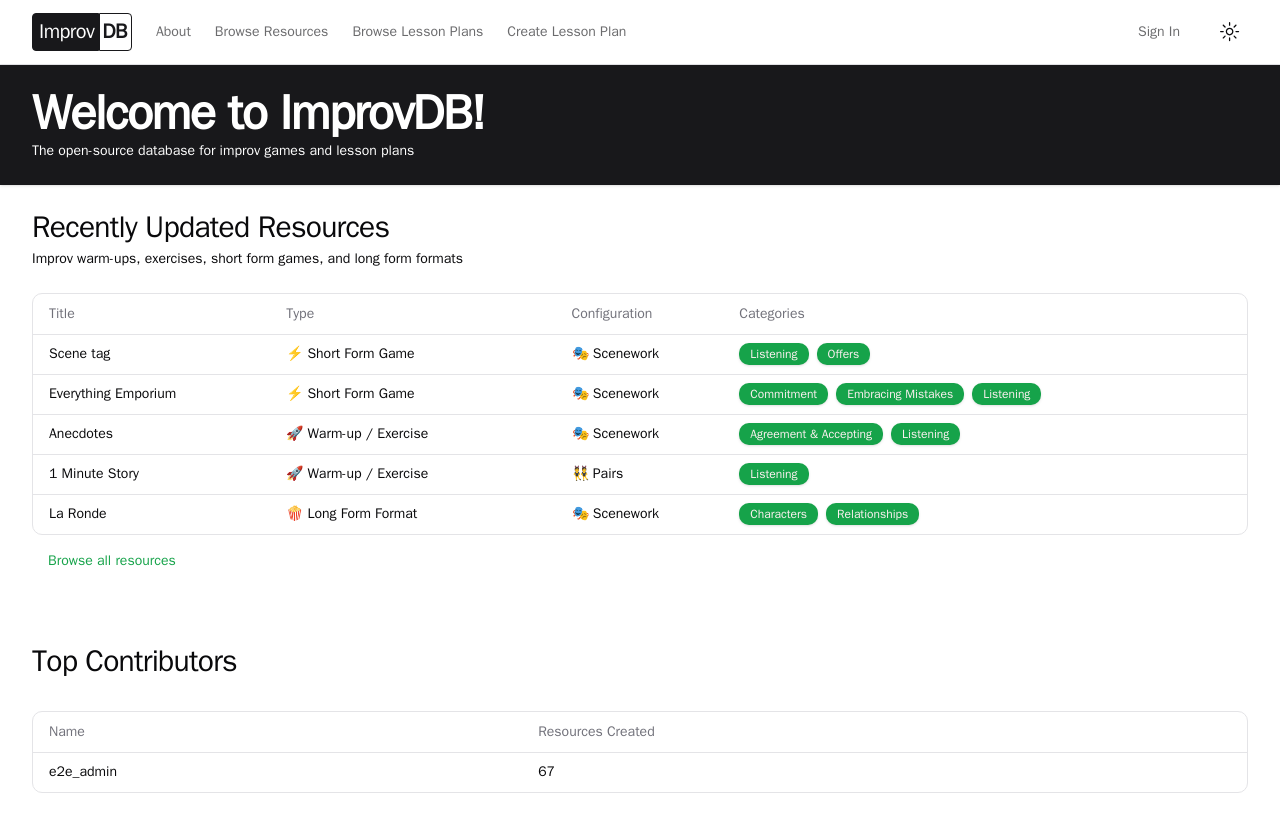 Improv DB About Browse Resources Browse Lesson Plans Create Lesson Plan Sign In
Welcome to ImprovDB!
The open-source database for improv games and lesson plans
Recently Updated Resources
Improv warm-ups, exercises, short form games, and long form formats
Title Type Configuration Categories
Scene tag ⚡ Short Form Game 🎭 Scenework Listening Offers
Everything Emporium ⚡ Short Form Game 🎭 Scenework Commitment Embracing Mistakes Listening
Anecdotes 🚀 Warm-up / Exercise 🎭 Scenework Agreement & Accepting Listening
1 Minute Story 🚀 Warm-up / Exercise 👯 Pairs Listening
La Ronde 🍿 Long Form Format 🎭 Scenework Characters Relationships
Browse all resources
Top Contributors
Name Resources Created
e2e_admin 67